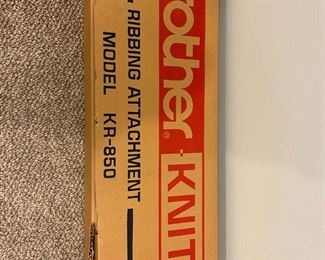 rother KNIT
RIBBING ATTACHMENT
MODEL KR-850